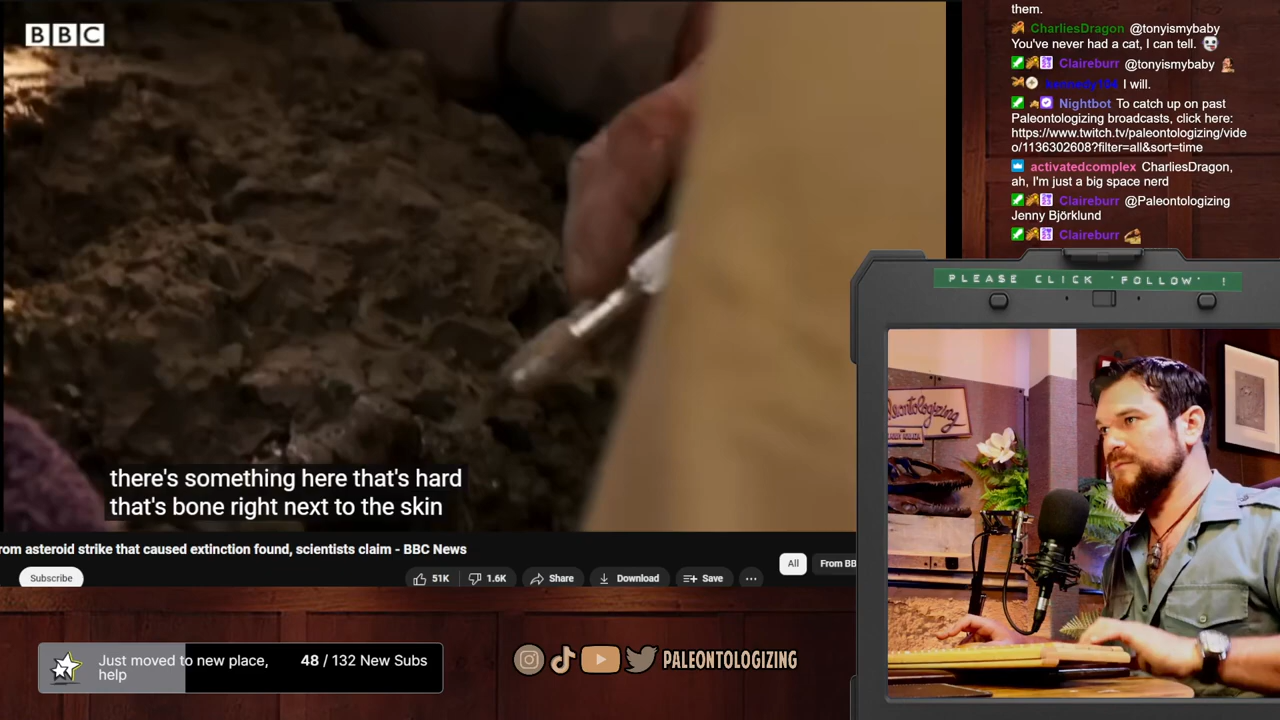 BBC
there's something here that's hard
that's bone right next to the skin
rom asteroid strike that caused extinction found, scientists claim - BBC News
Subscribe
51K
1.6K
Share
Download
Save
All
From BB
Just moved to new place,
help
48 / 132 New Subs
PALEONTOLOGIZING
them.
CharliesDragon @tonyismybaby
You've never had a cat, I can tell.
Claireburr @tonyismybaby
I will.
Nightbot To catch up on past
Paleontologizing broadcasts, click here:
https://www.twitch.tv/paleontologizing/vide
o/1136302608?filter=all&sort=time
activatedcomplex CharliesDragon,
ah, I'm just a big space nerd
Claireburr @Paleontologizing
Jenny Björklund
Claireburr
PLEASE CLICK 'FOLLOW' !